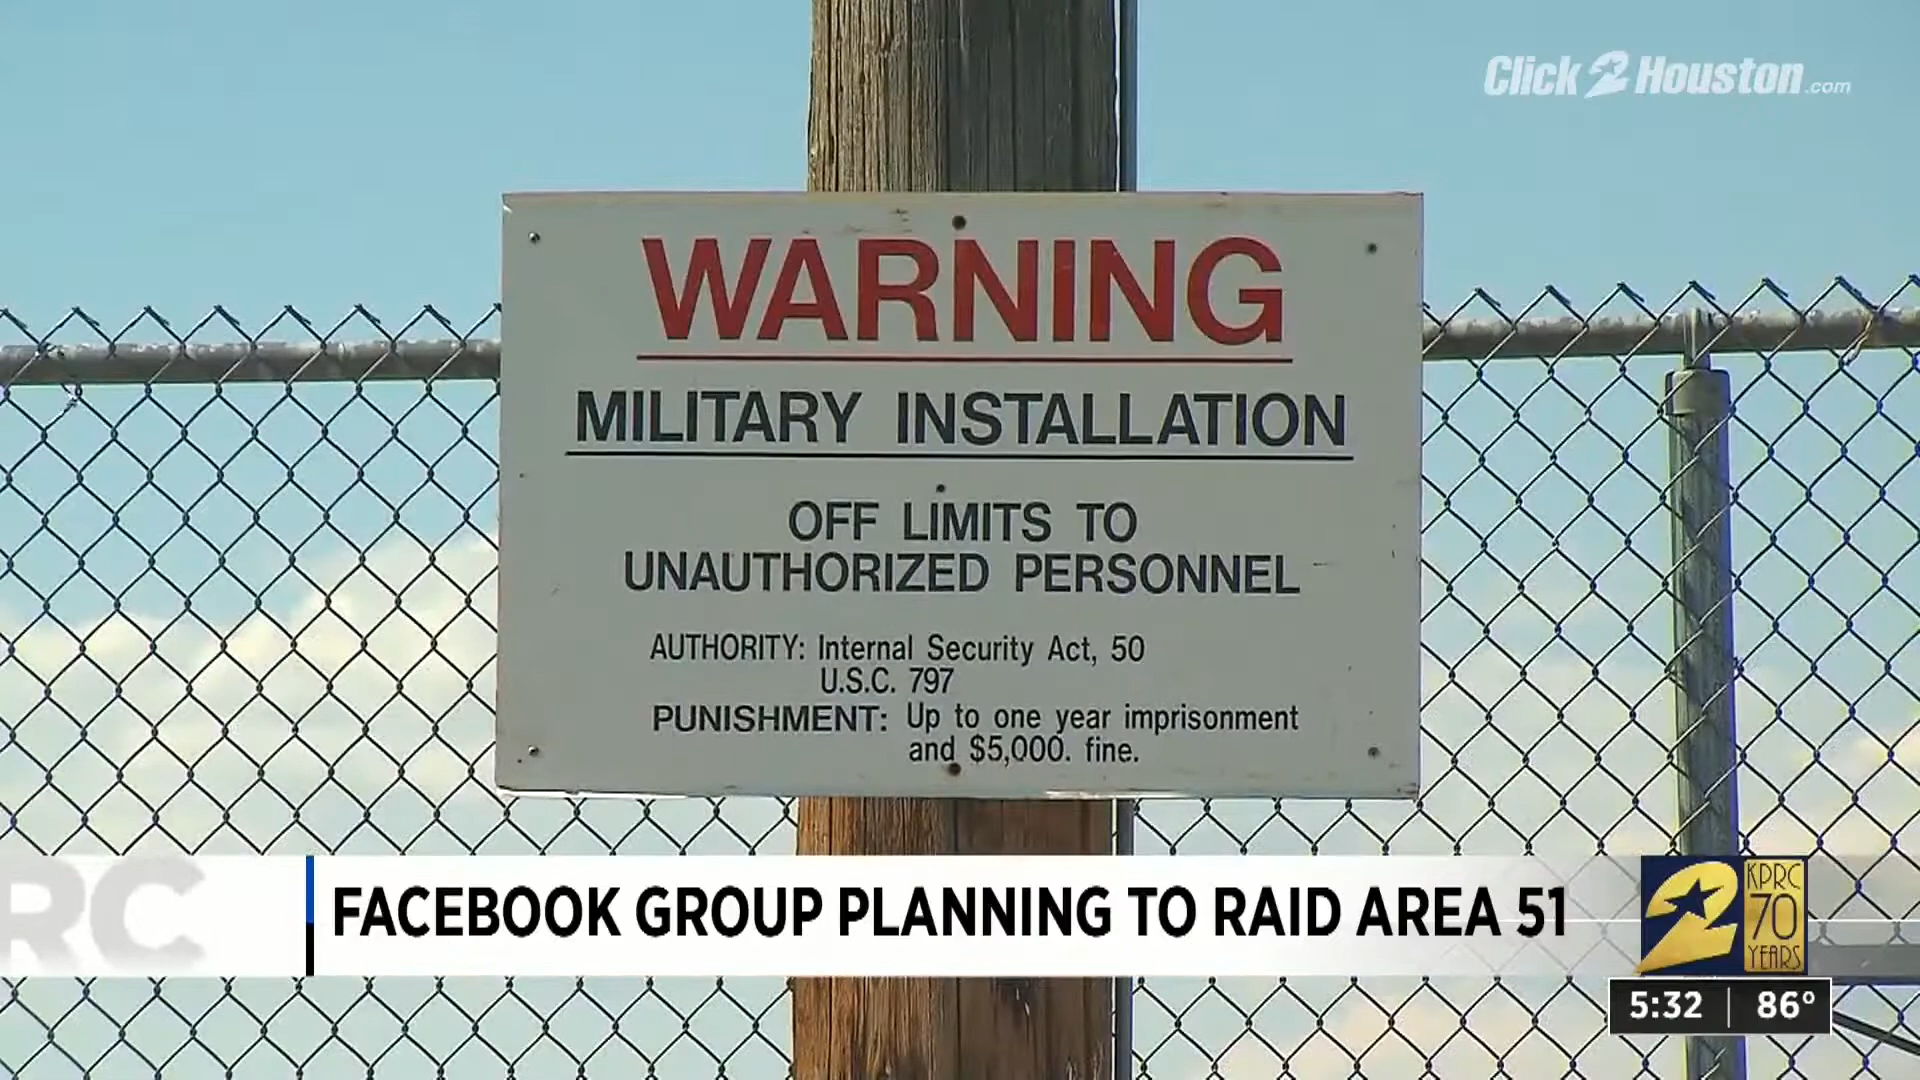 Click2Houston.com
WARNING
MILITARY INSTALLATION
OFF LIMITS TO
UNAUTHORIZED PERSONNEL
AUTHORITY: Internal Security Act, 50
U.S.C. 797
PUNISHMENT: Up to one year imprisonment
and $5,000. fine.
RC
FACEBOOK GROUP PLANNING TO RAID AREA 51
2
KPRC
70
YEARS
5:32 | 86°